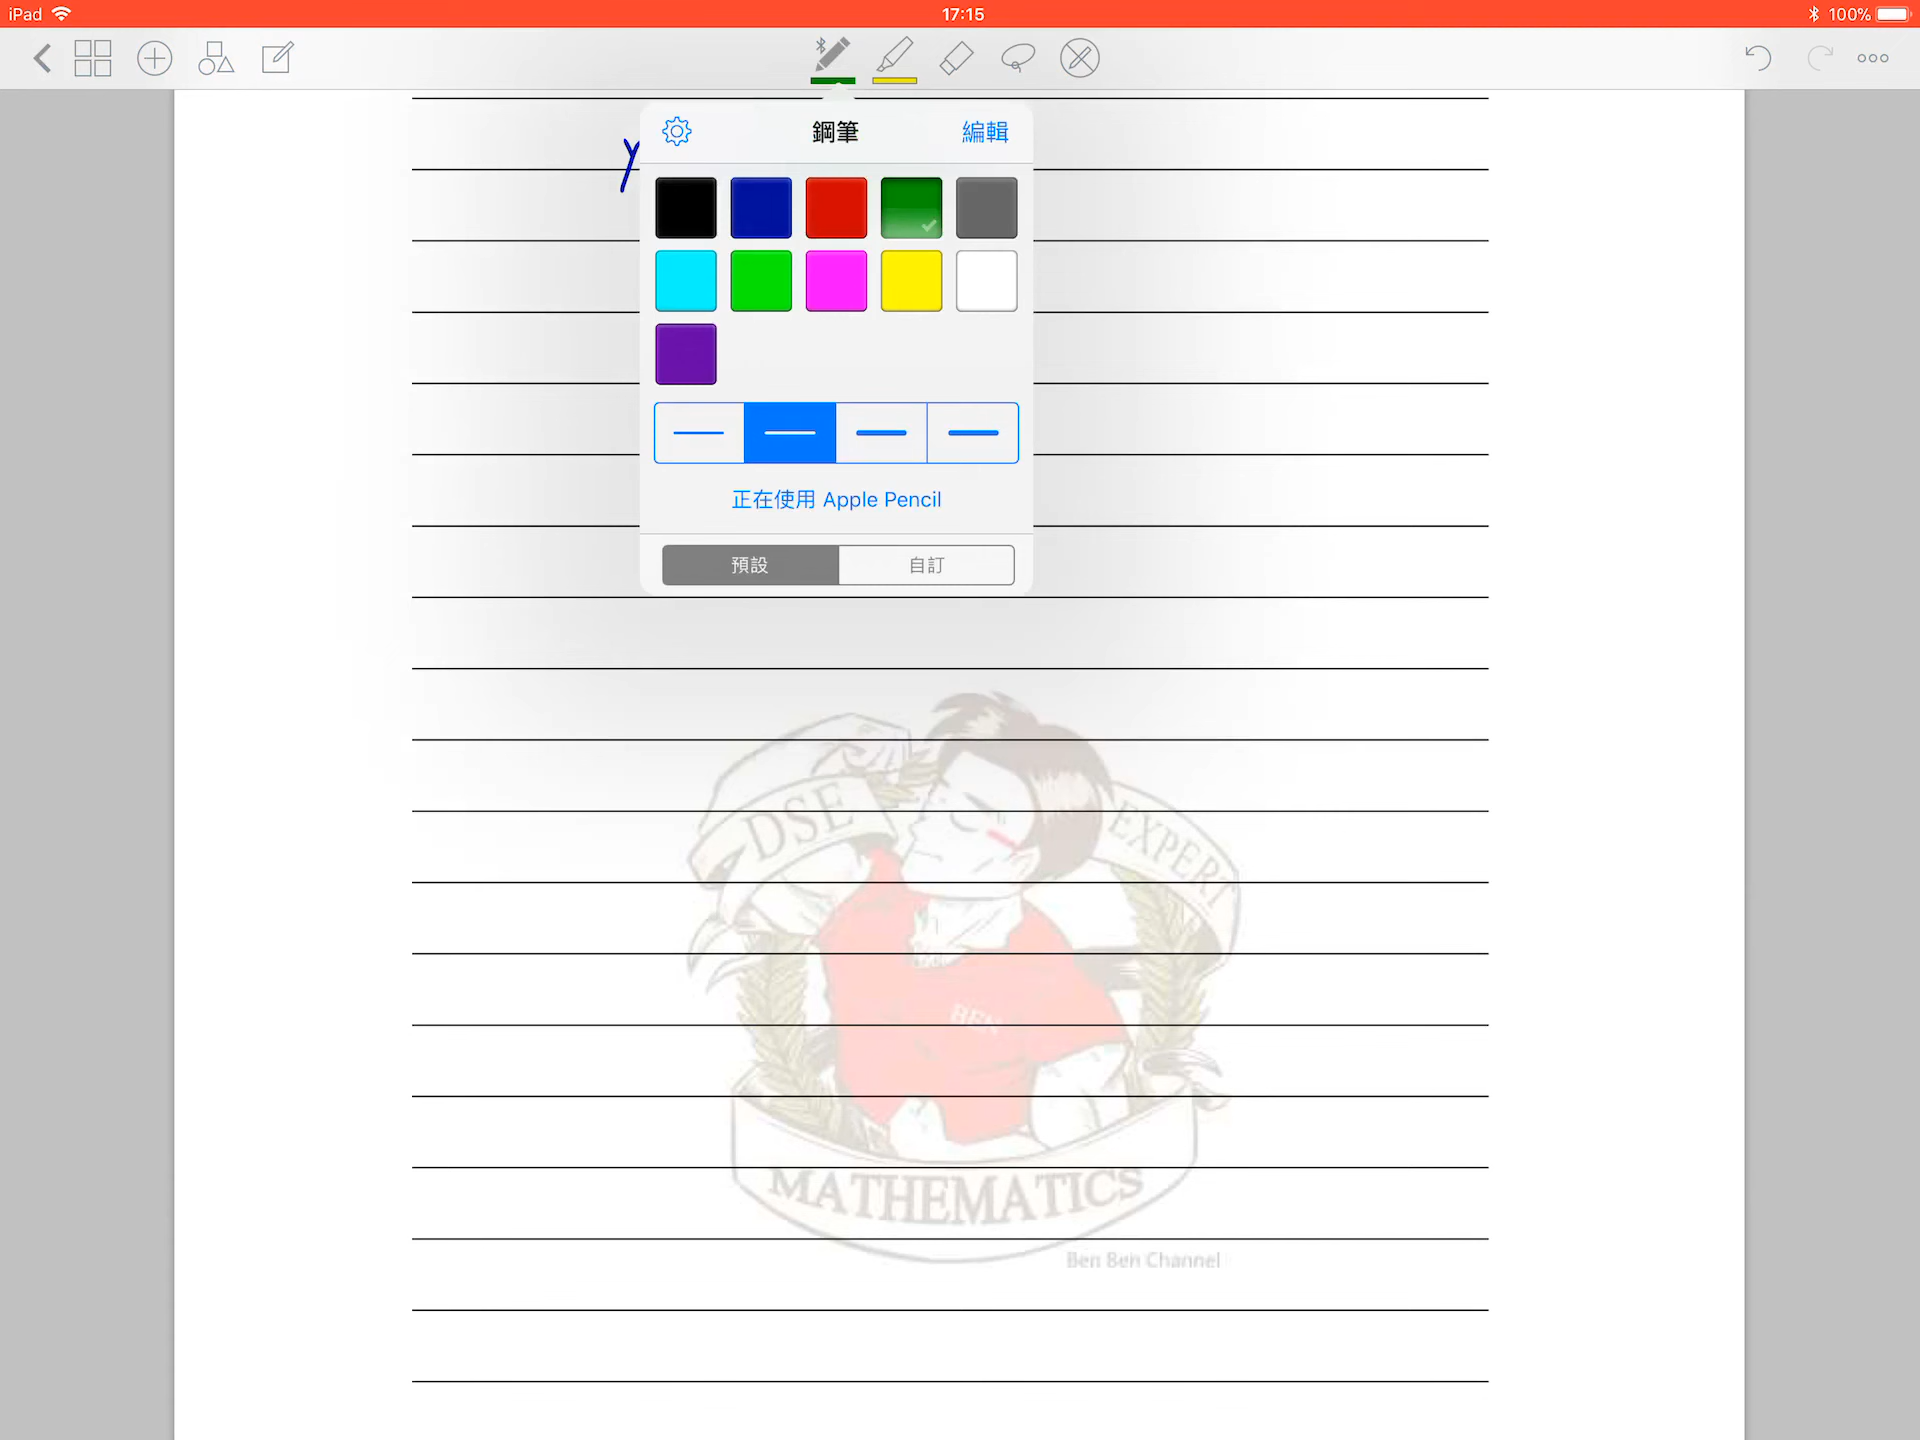 iPad 17:15 100%
鋼筆 編輯
y
正在使用 Apple Pencil
預設 自訂
DSE EXPERT
BEN
MATHEMATICS
Ben Ben Channel